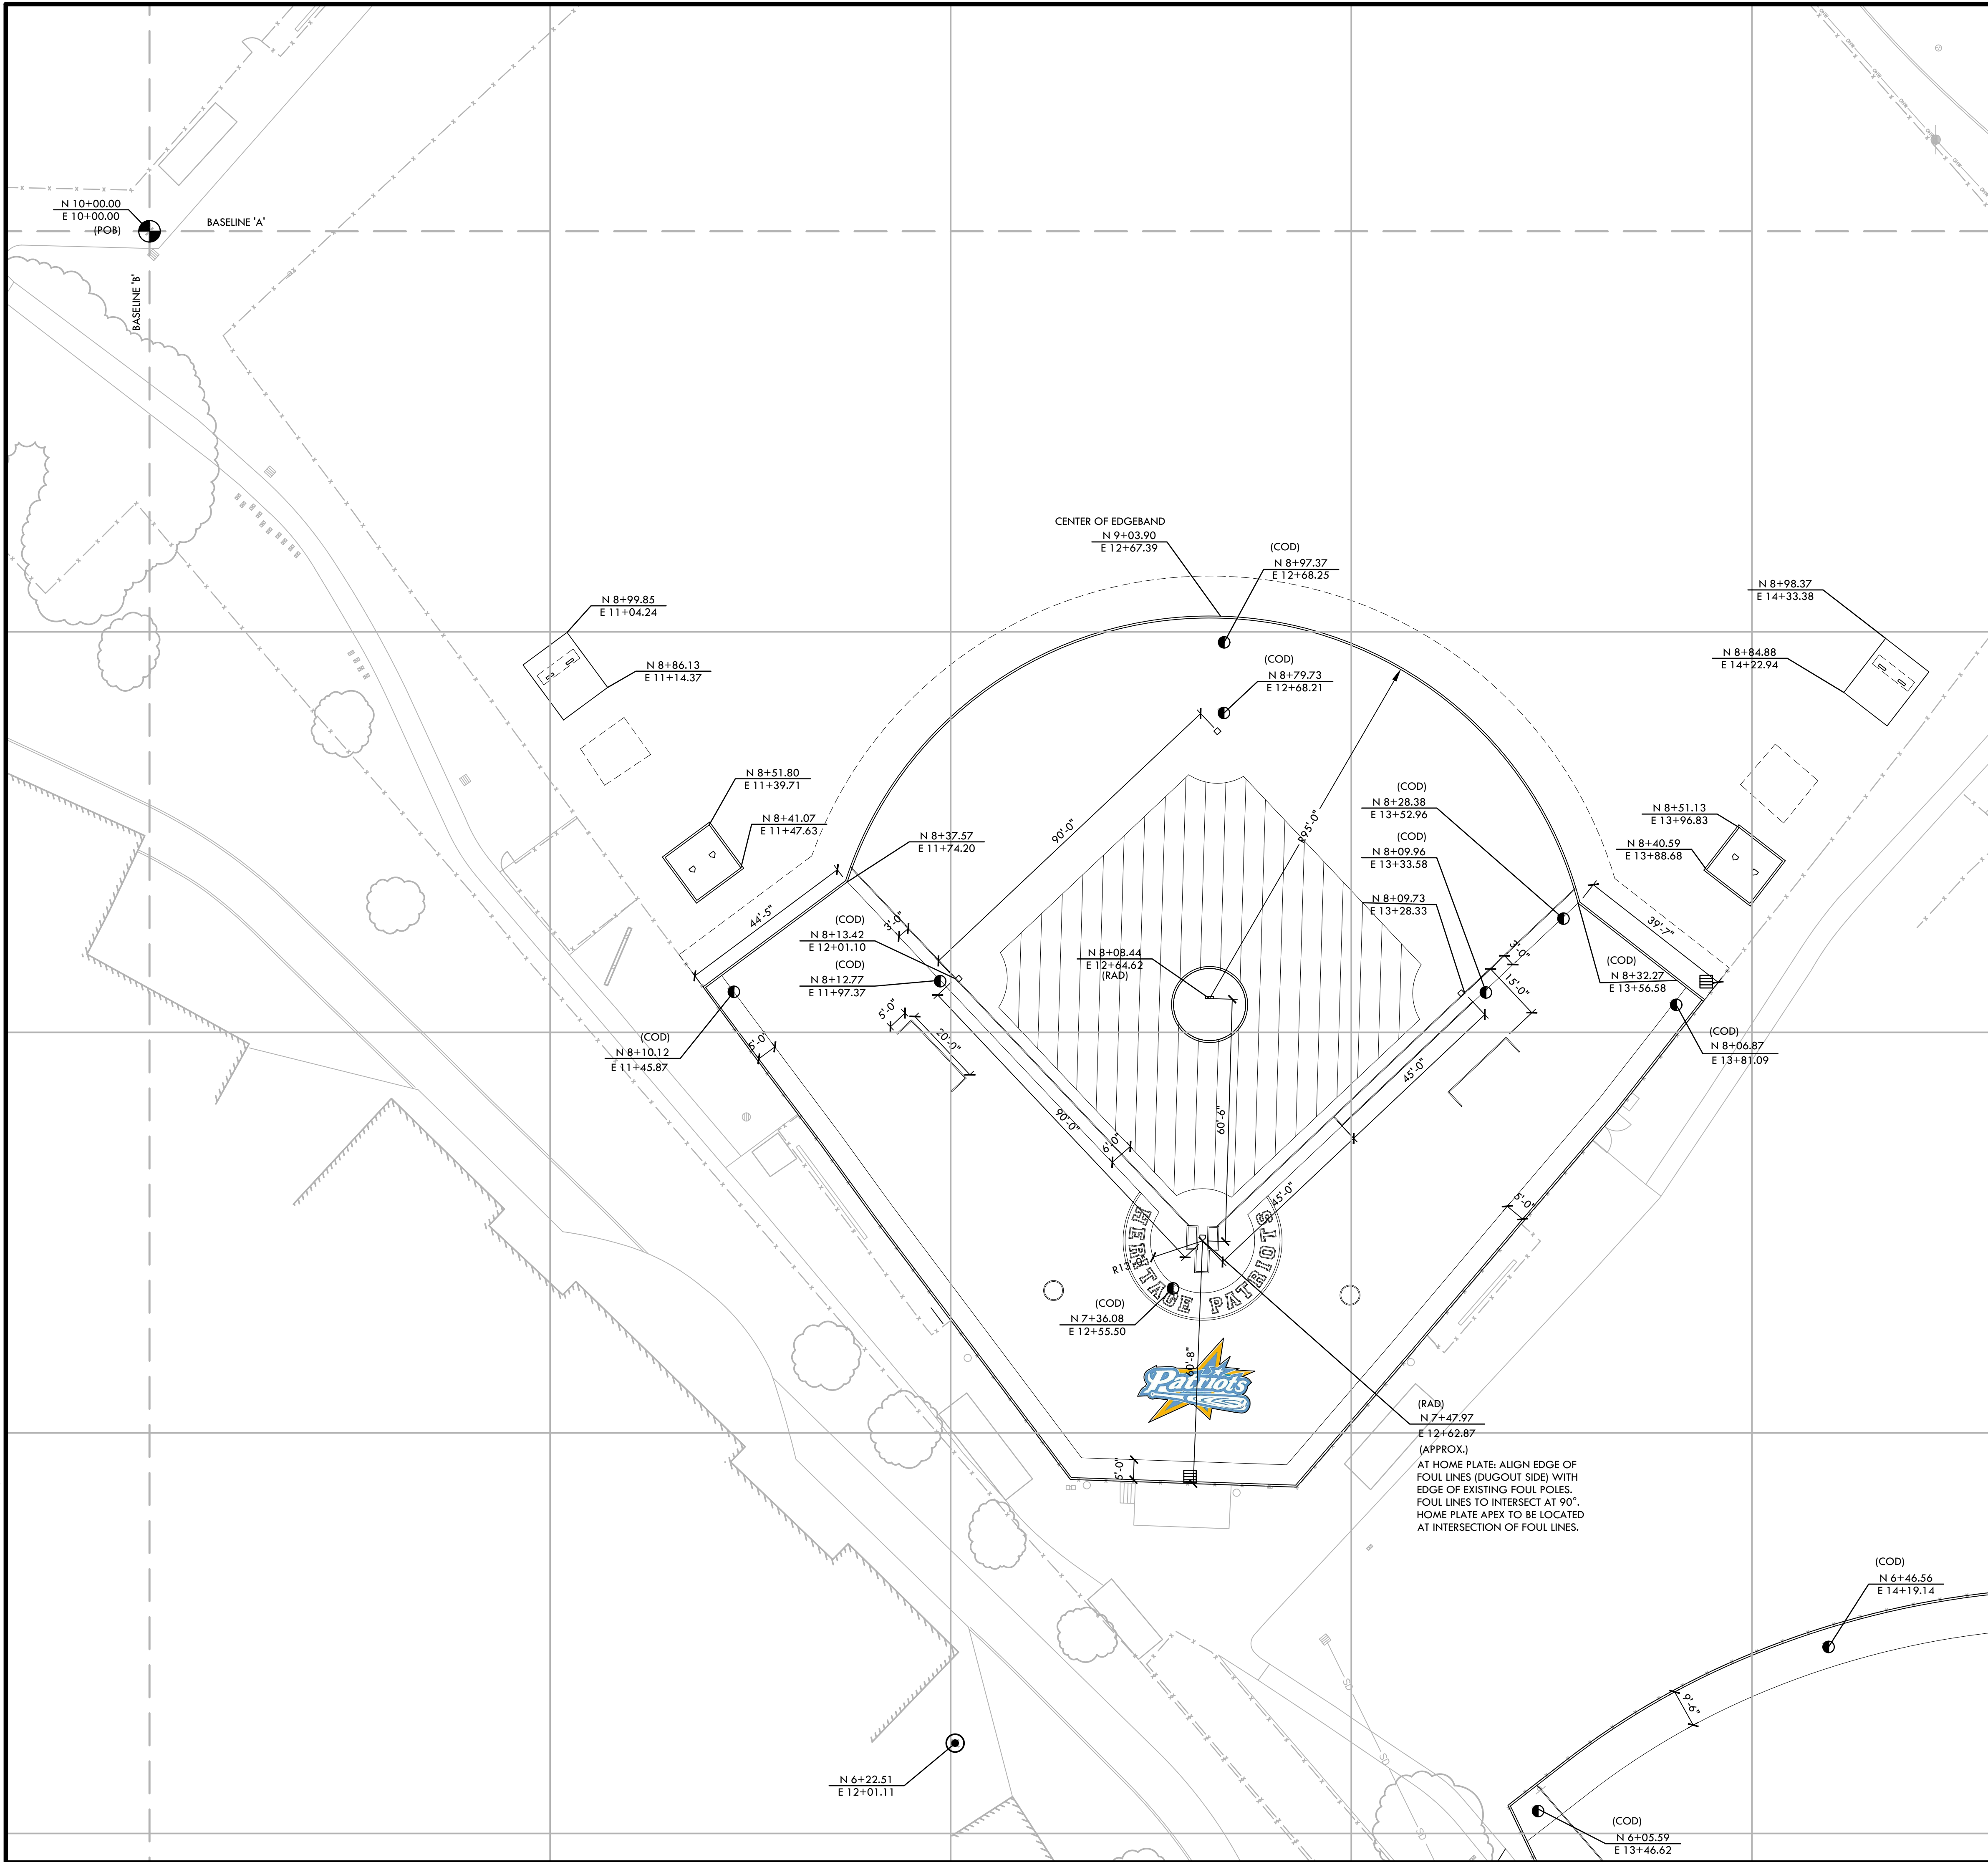 N 10+00.00
E 10+00.00
(POB)
BASELINE 'A'
BASELINE 'B'
CENTER OF EDGEBAND
N 9+03.90
E 12+67.39
(COD)
N 8+97.37
E 12+68.25
N 8+99.85
E 11+04.24
N 8+98.37
E 14+33.38
N 8+86.13
E 11+14.37
(COD)
N 8+79.73
E 12+68.21
N 8+84.88
E 14+22.94
N 8+51.80
E 11+39.71
N 8+41.07
E 11+47.63
N 8+37.57
E 11+74.20
90'-0"
R95'-0"
(COD)
N 8+28.38
E 13+52.96
(COD)
N 8+09.96
E 13+33.58
N 8+09.73
E 13+28.33
N 8+51.13
E 13+96.83
N 8+40.59
E 13+88.68
44'-5"
3'-0"
39'-7"
(COD)
N 8+13.42
E 12+01.10
(COD)
N 8+12.77
E 11+97.37
N 8+08.44
E 12+64.62
(RAD)
3'-0"
15'-0"
(COD)
N 8+32.27
E 13+56.58
5'-0"
20'-0"
(COD)
N 8+10.12
E 11+45.87
5'-0"
(COD)
N 8+06.87
E 13+81.09
45'-0"
90'-0"
6'-0"
60'-6"
45'-0"
5'-0"
HERITAGE PATRIOTS
(COD)
N 7+36.08
E 12+55.50
60'-8"
Patriots
(RAD)
N 7+47.97
E 12+62.87
(APPROX.)
AT HOME PLATE: ALIGN EDGE OF
FOUL LINES (DUGOUT SIDE) WITH
EDGE OF EXISTING FOUL POLES.
FOUL LINES TO INTERSECT AT 90°.
HOME PLATE APEX TO BE LOCATED
AT INTERSECTION OF FOUL LINES.
5'-0"
(COD)
N 6+46.56
E 14+19.14
9'-6"
SD
SD
SD
N 6+22.51
E 12+01.11
(COD)
N 6+05.59
E 13+46.62